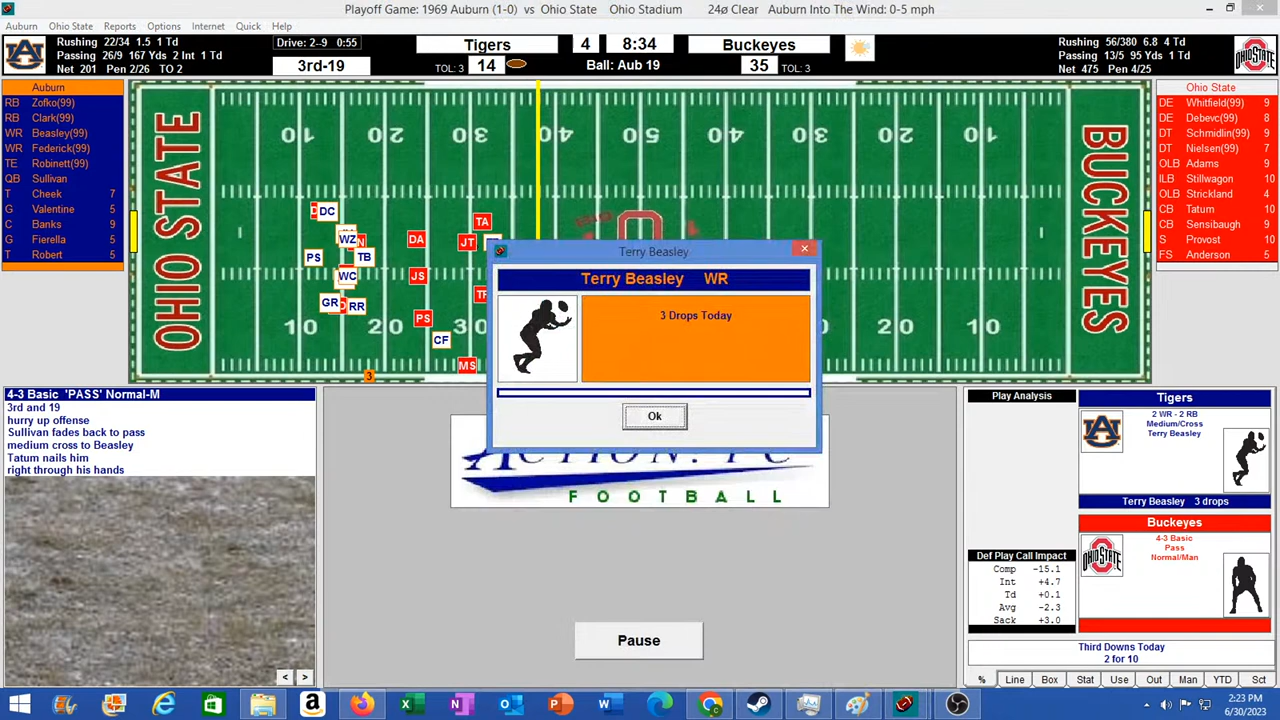 Playoff Game: 1969 Auburn (1-0) vs Ohio State Ohio Stadium 24ø Clear Auburn Into The Wind: 0-5 mph
Auburn Ohio State Reports Options Internet Quick Help
Rushing 22/34 1.5 1 Td
Passing 26/9 167 Yds 2 Int 1 Td
Net 201 Pen 2/26 TO 2
Drive: 2--9 0:55
3rd-19
Tigers 4 8:34 Buckeyes
TOL: 3 14 Ball: Aub 19 35 TOL: 3
Rushing 56/380 6.8 4 Td
Passing 13/5 95 Yds 1 Td
Net 475 Pen 4/25
OHIO STATE
Auburn
RB Zofko(99)
RB Clark(99)
WR Beasley(99)
WR Federick(99)
TE Robinett(99)
QB Sullivan
T Cheek 7
G Valentine 5
C Banks 9
G Fierella 5
T Robert 5
OHIO STATE
10 20 30 40 50 40 30 20 10
DC
WZ
PS
TB
WC
GR
RR
CF
DA
JS
PS
TA
JT
MS
3
10 20 30 20 10
BUCKEYES
Ohio State
DE Whitfield(99) 9
DE Debevc(99) 8
DT Schmidlin(99) 9
DT Nielsen(99) 7
OLB Adams 9
ILB Stillwagon 10
OLB Strickland 4
CB Tatum 10
CB Sensibaugh 9
S Provost 10
FS Anderson 5
Terry Beasley
Terry Beasley WR
3 Drops Today
Ok
4-3 Basic 'PASS' Normal-M
3rd and 19
hurry up offense
Sullivan fades back to pass
medium cross to Beasley
Tatum nails him
right through his hands
< >
FOOTBALL
Pause
Play Analysis
Def Play Call Impact
Comp -15.1
Int +4.7
Td +0.1
Avg -2.3
Sack +3.0
Tigers
2 WR - 2 RB
Medium/Cross
Terry Beasley
Terry Beasley 3 drops
Buckeyes
4-3 Basic
Pass
Normal/Man
Third Downs Today
2 for 10
% Line Box Stat Use Out Man YTD Sct
2:23 PM
6/30/2023